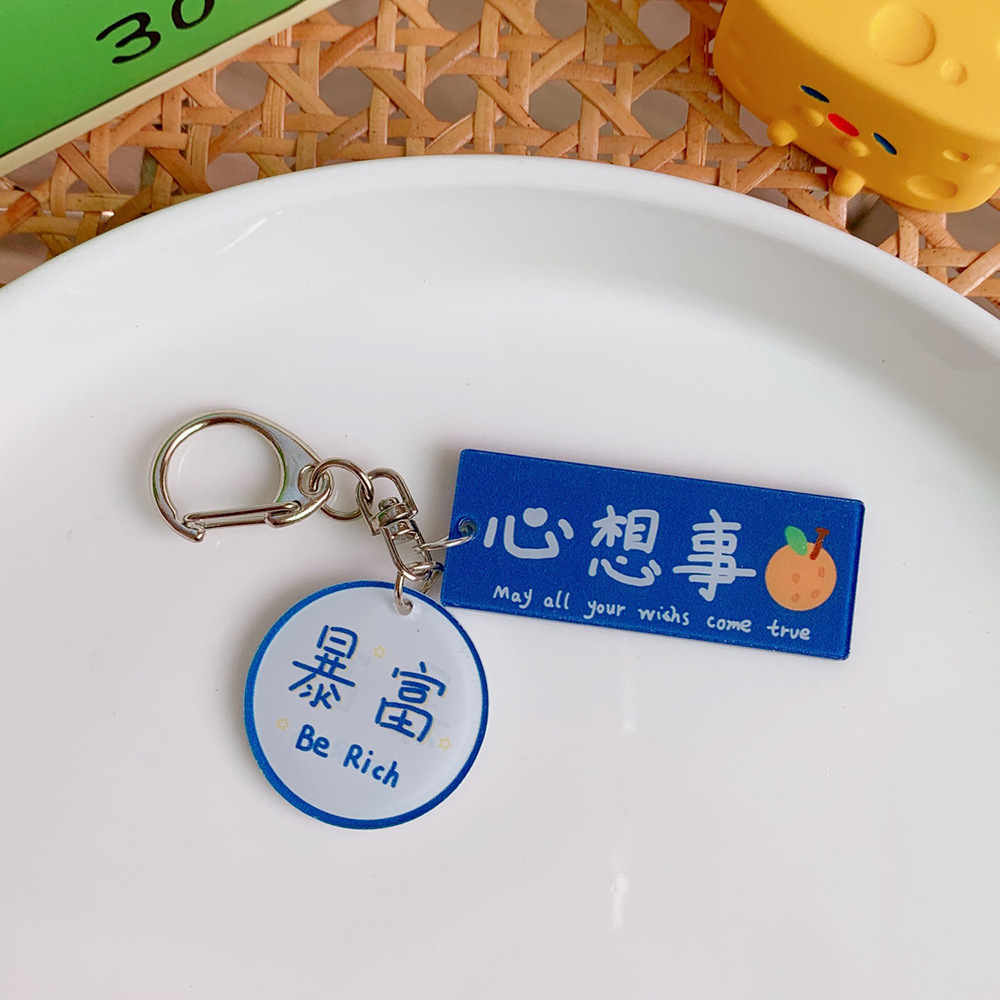 30
心想事
May all your wishs come true
暴富
Be Rich